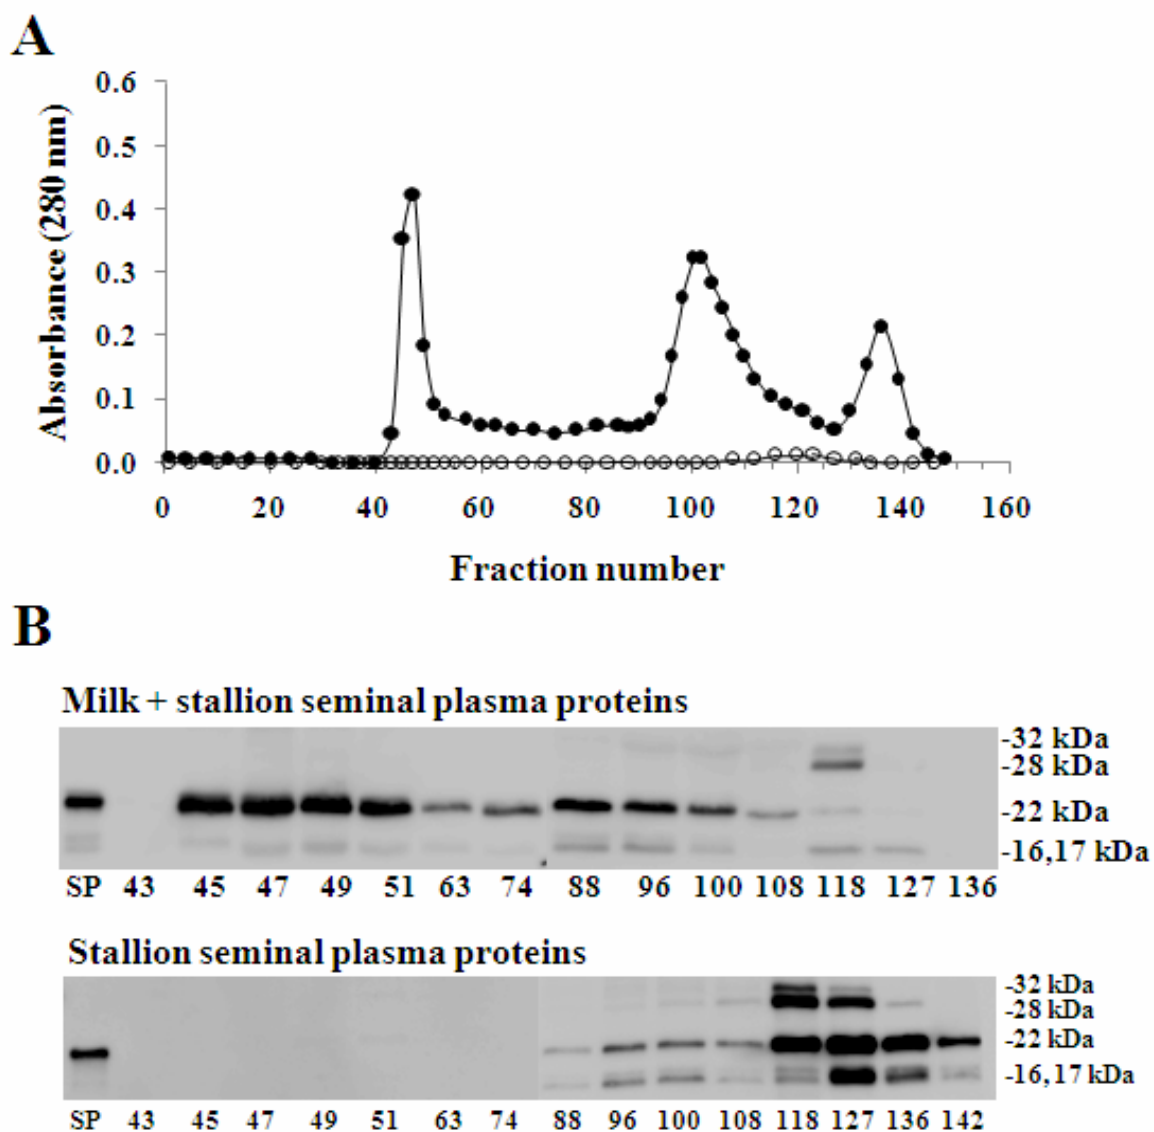 A
0.6
0.5
0.4
0.3
0.2
0.1
0.0
Absorbance (280 nm)
0 20 40 60 80 100 120 140 160
Fraction number
B
Milk + stallion seminal plasma proteins
-32 kDa
-28 kDa
-22 kDa
-16,17 kDa
SP 43 45 47 49 51 63 74 88 96 100 108 118 127 136
Stallion seminal plasma proteins
-32 kDa
-28 kDa
-22 kDa
-16,17 kDa
SP 43 45 47 49 51 63 74 88 96 100 108 118 127 136 142